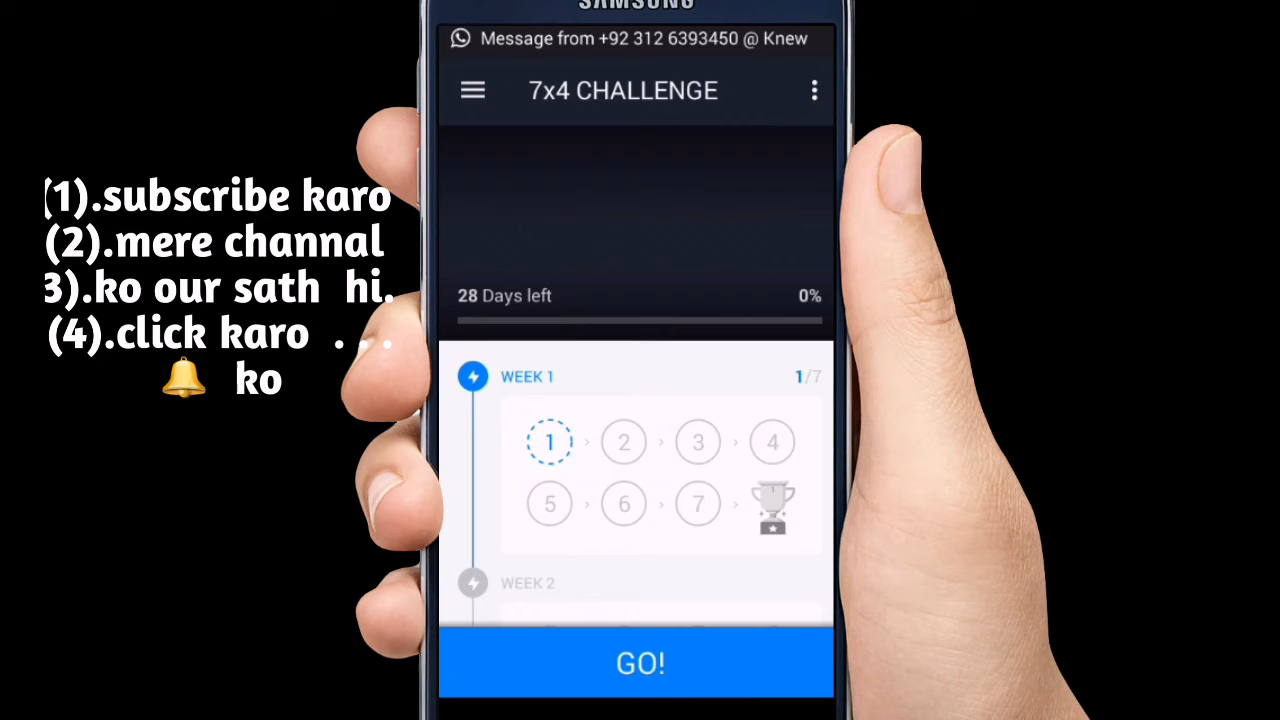 SAMSUNG
Message from +92 312 6393450 @ Knew
7x4 CHALLENGE
(1).subscribe karo
(2).mere channal
3).ko our sath hi.
(4).click karo . . .
🔔 ko
28 Days left 0%
WEEK 1 1/7
1 2 3 4
5 6 7
WEEK 2
GO!